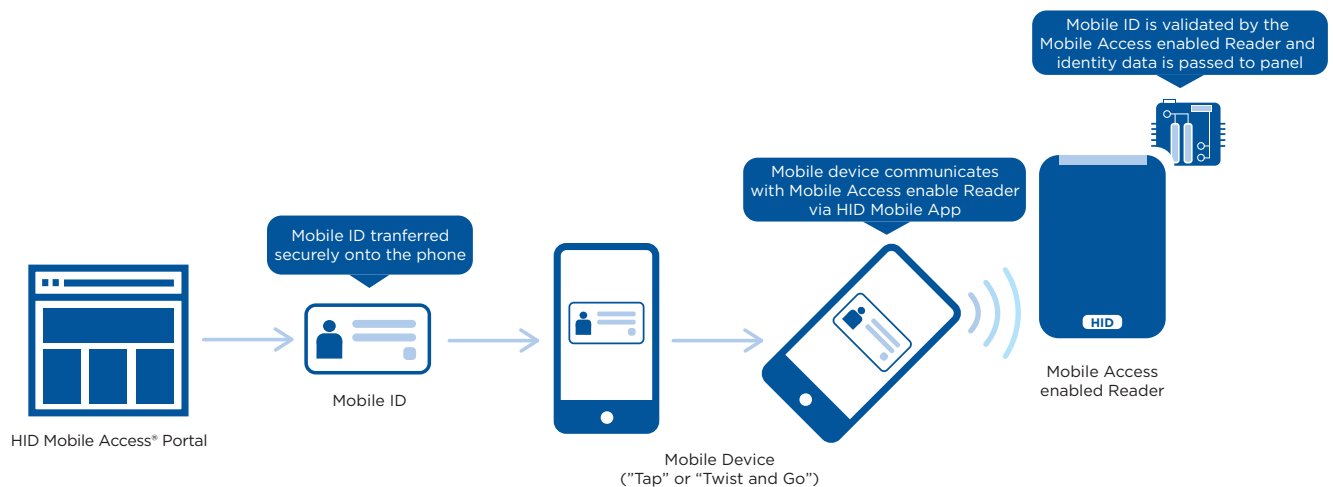 Mobile ID is validated by the
Mobile Access enabled Reader and
identity data is passed to panel
Mobile device communicates
with Mobile Access enable Reader
via HID Mobile App
Mobile ID tranferred
securely onto the phone
HID
Mobile Access
enabled Reader
Mobile ID
HID Mobile Access® Portal
Mobile Device
(”Tap” or “Twist and Go”)